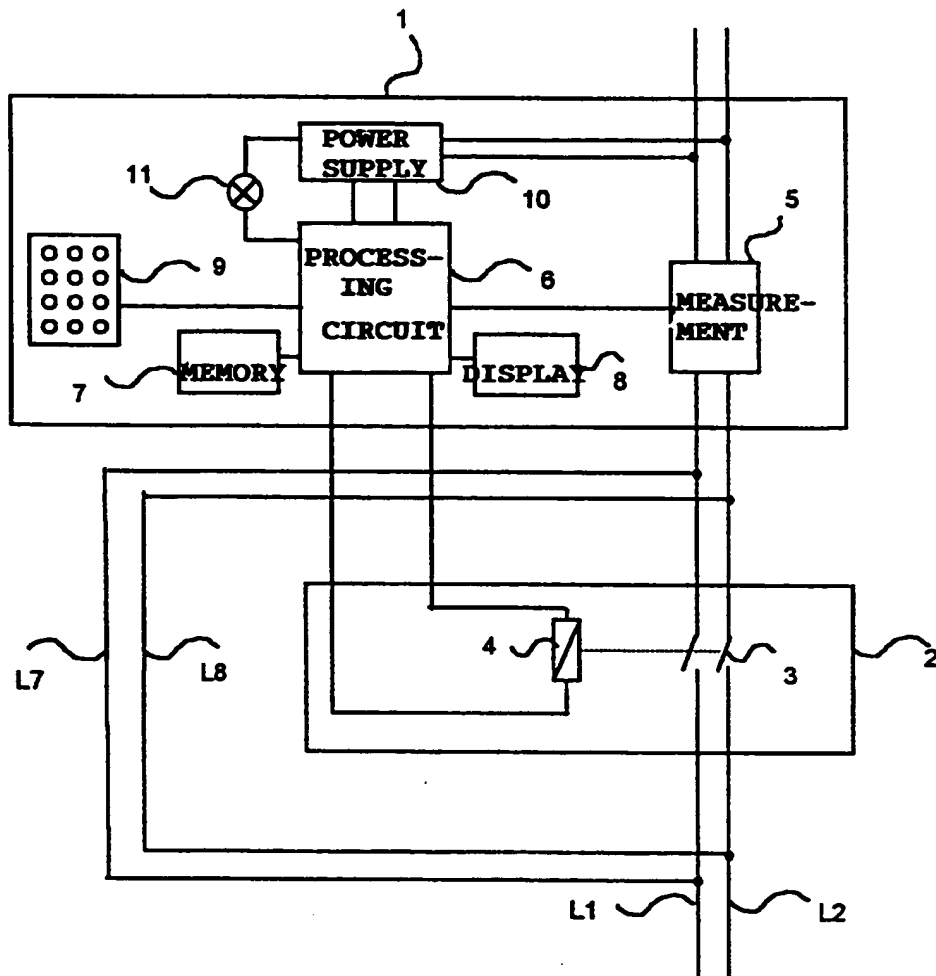 1
POWER
SUPPLY
11
10
5
PROCESS-
ING
CIRCUIT
9
6
MEASURE-
MENT
MEMORY
DISPLAY
7
8
4
3
2
L7
L8
L1
L2